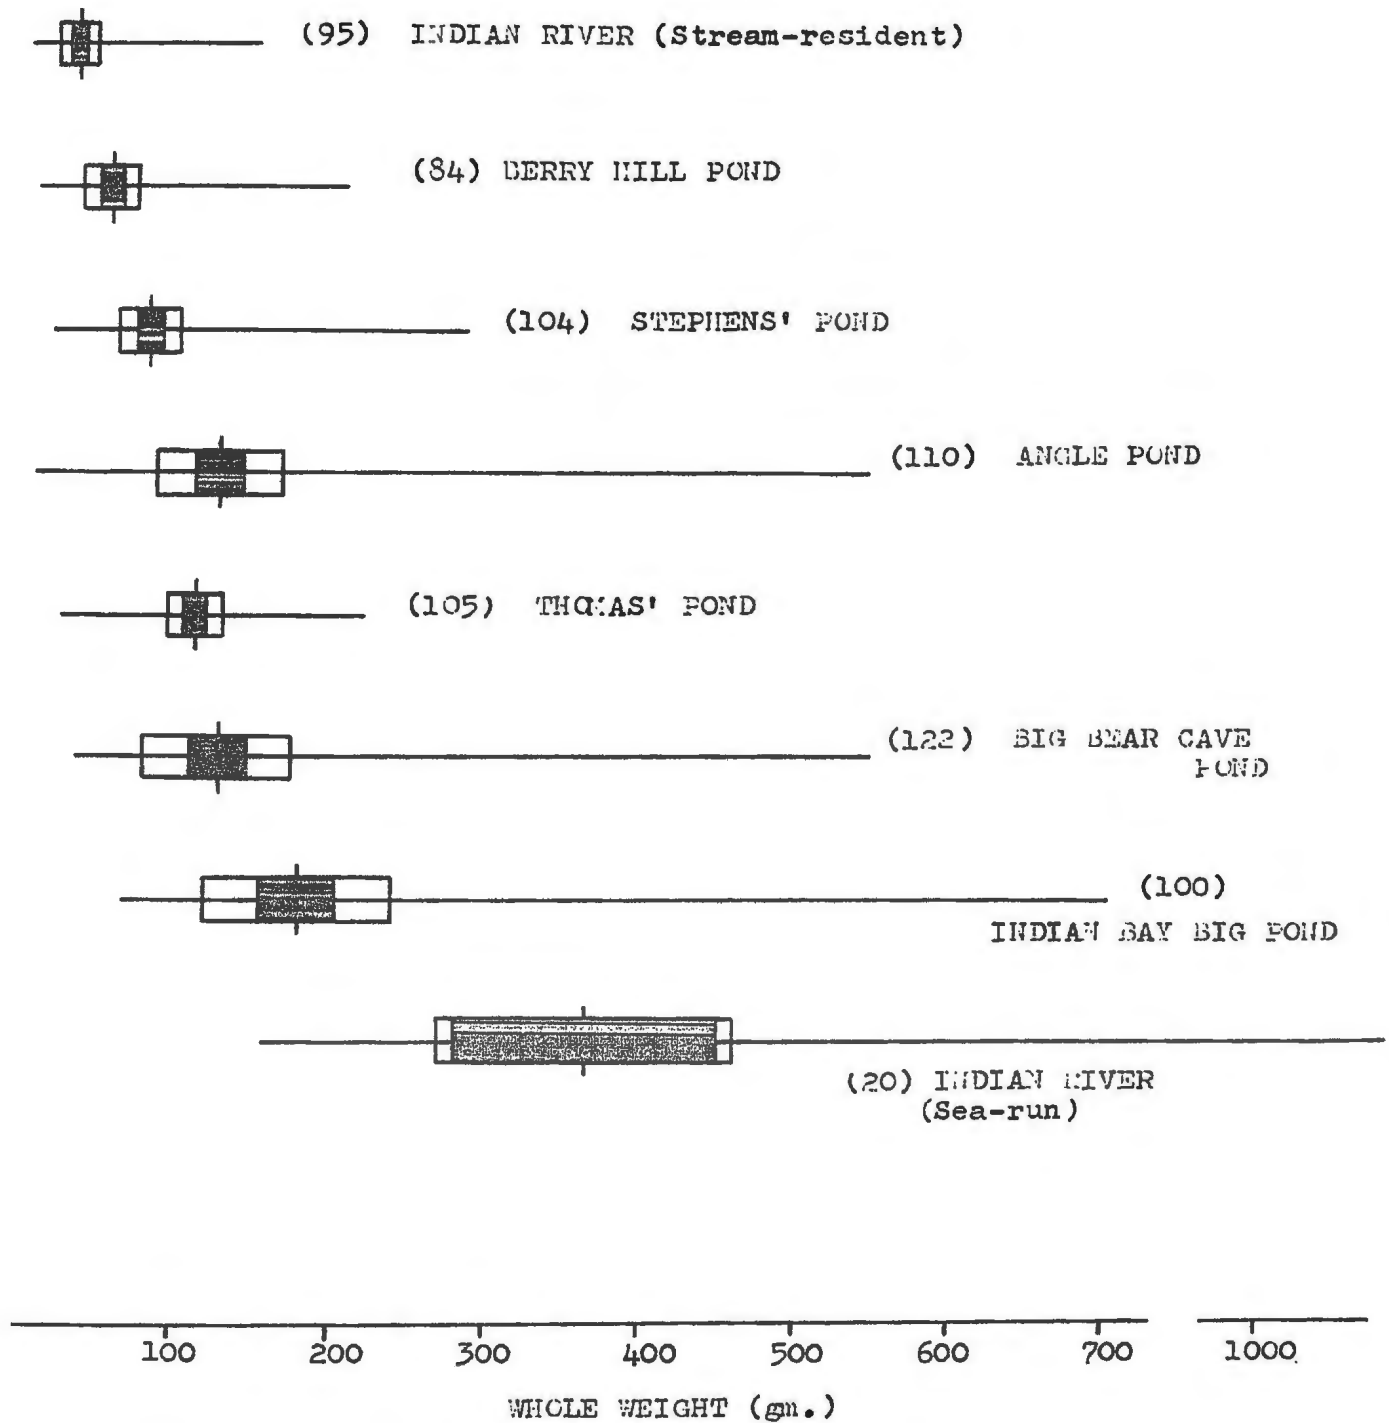 (95) INDIAN RIVER (Stream-resident)
(84) BERRY HILL POND
(104) STEPHENS' POND
(110) ANGLE POND
(105) THOMAS' POND
(122) BIG BEAR CAVE
POND
(100)
INDIAN BAY BIG POND
(20) INDIAN RIVER
(Sea-run)
100 200 300 400 500 600 700 1000
WHOLE WEIGHT (gm.)